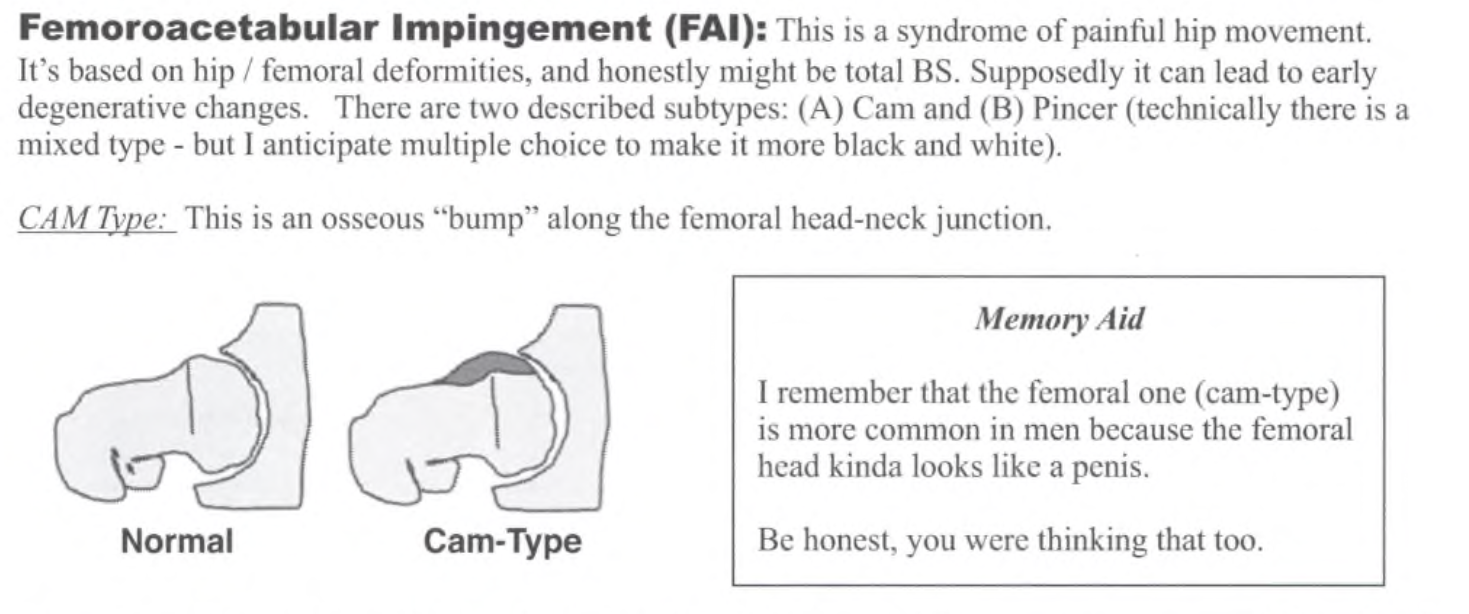 Femoroacetabular Impingement (FAI): This is a syndrome of painful hip movement.
It's based on hip / femoral deformities, and honestly might be total BS. Supposedly it can lead to early
degenerative changes. There are two described subtypes: (A) Cam and (B) Pincer (technically there is a
mixed type - but I anticipate multiple choice to make it more black and white).
CAM Type: This is an osseous “bump” along the femoral head-neck junction.
Normal
Cam-Type
Memory Aid
I remember that the femoral one (cam-type)
is more common in men because the femoral
head kinda looks like a penis.
Be honest, you were thinking that too.